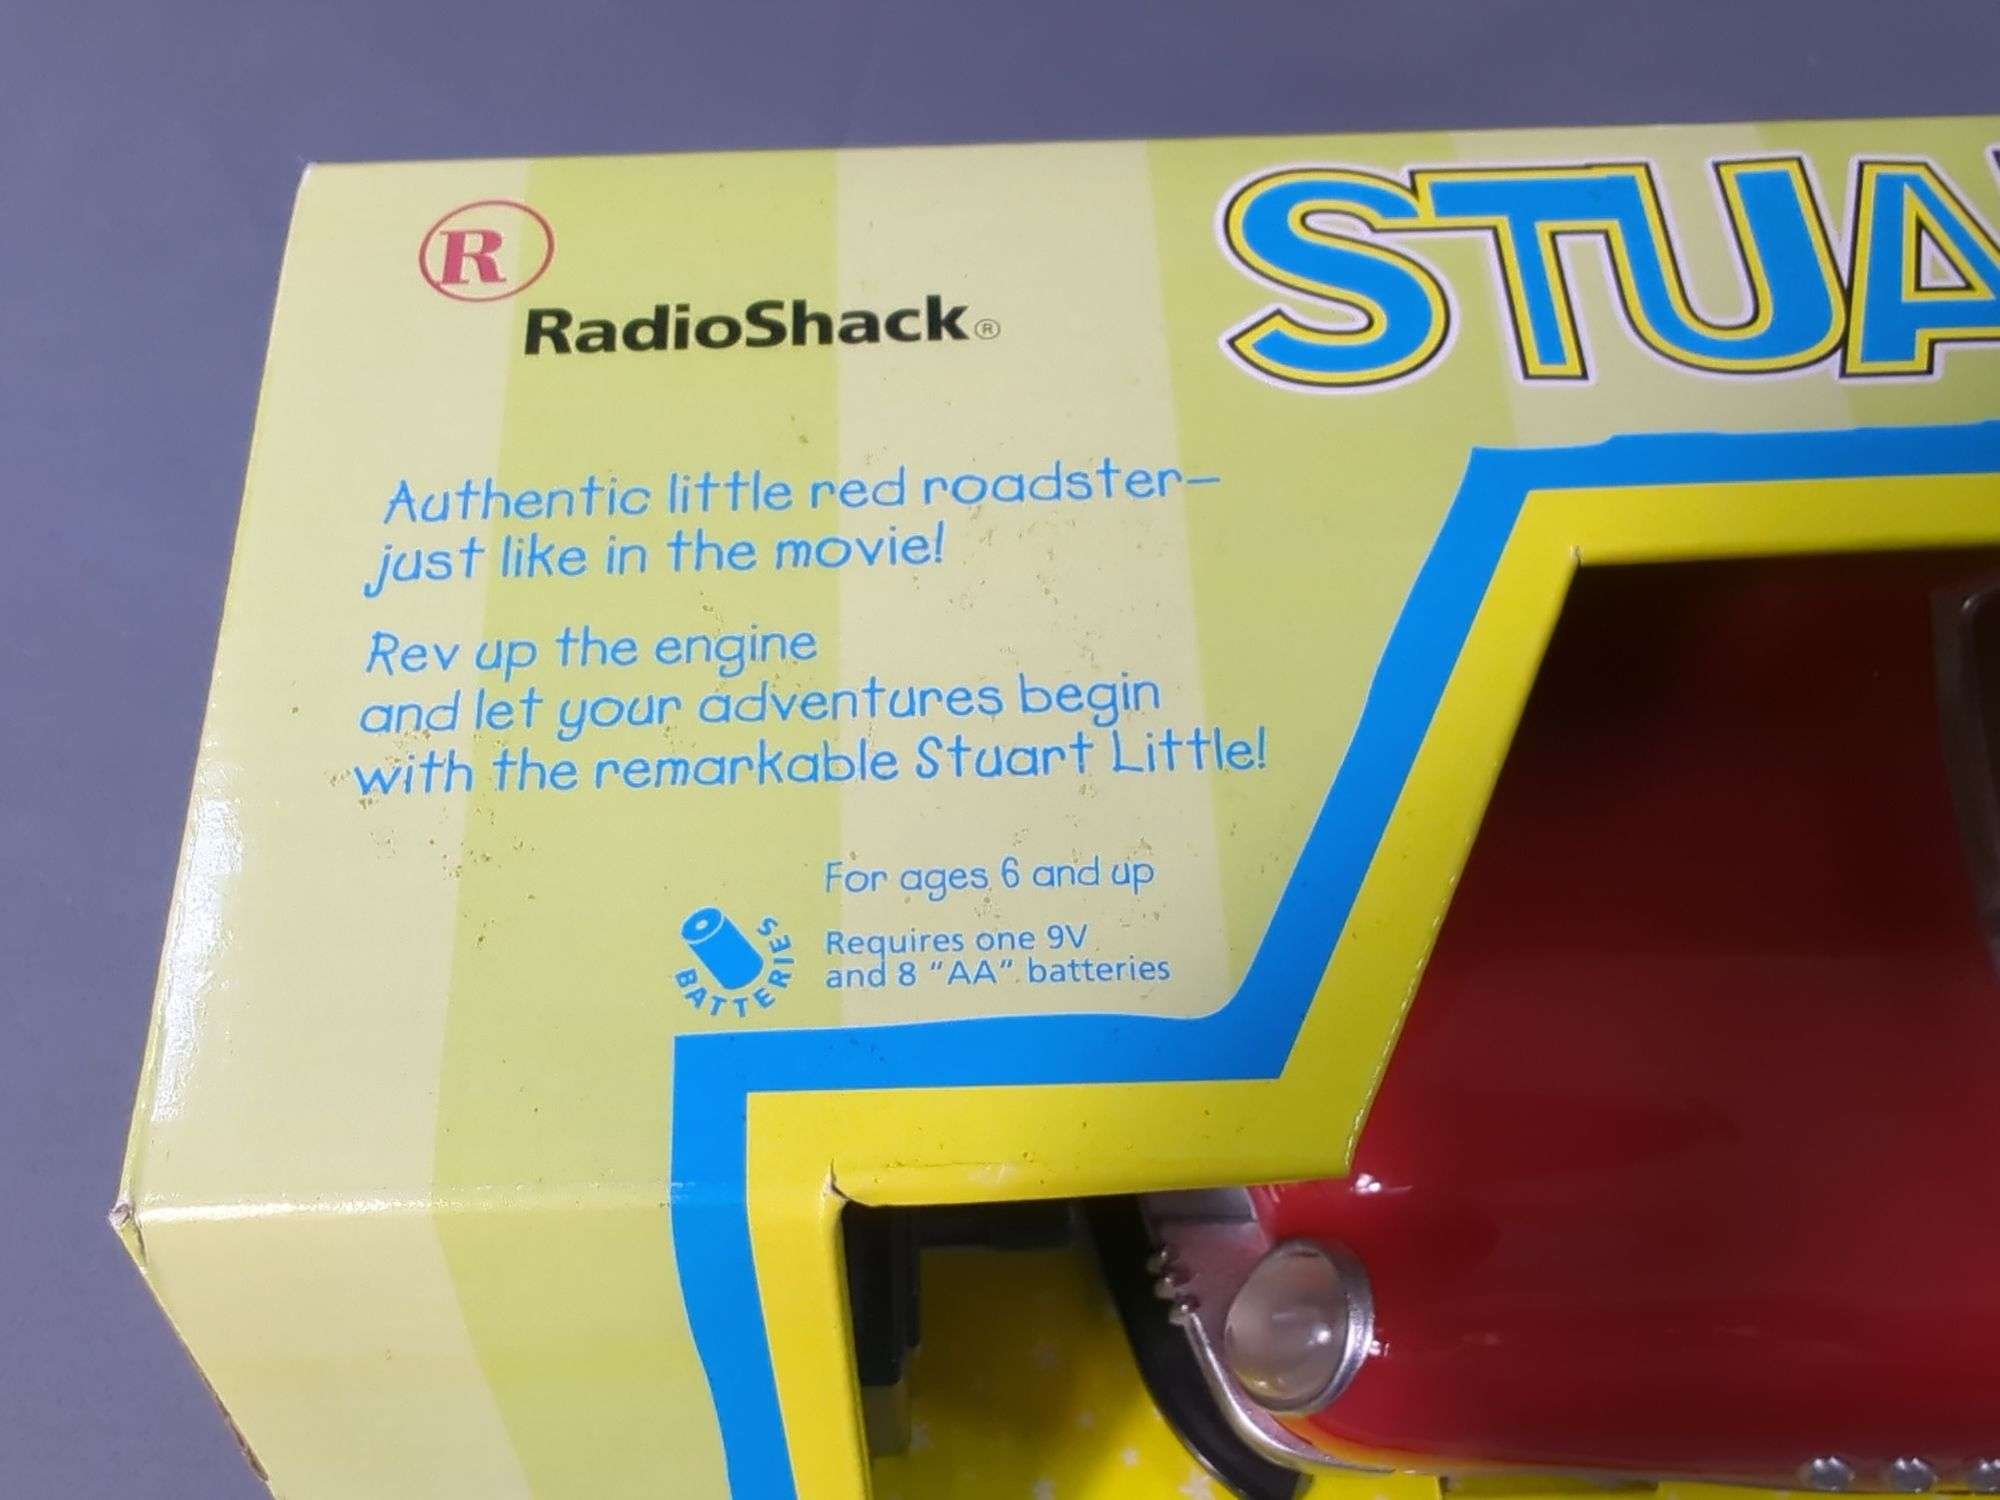 R
RadioShack®
STUA
Authentic little red roadster—
just like in the movie!
Rev up the engine
and let your adventures begin
with the remarkable Stuart Little!
For ages 6 and up
BATTERIES
Requires one 9V
and 8 "AA" batteries